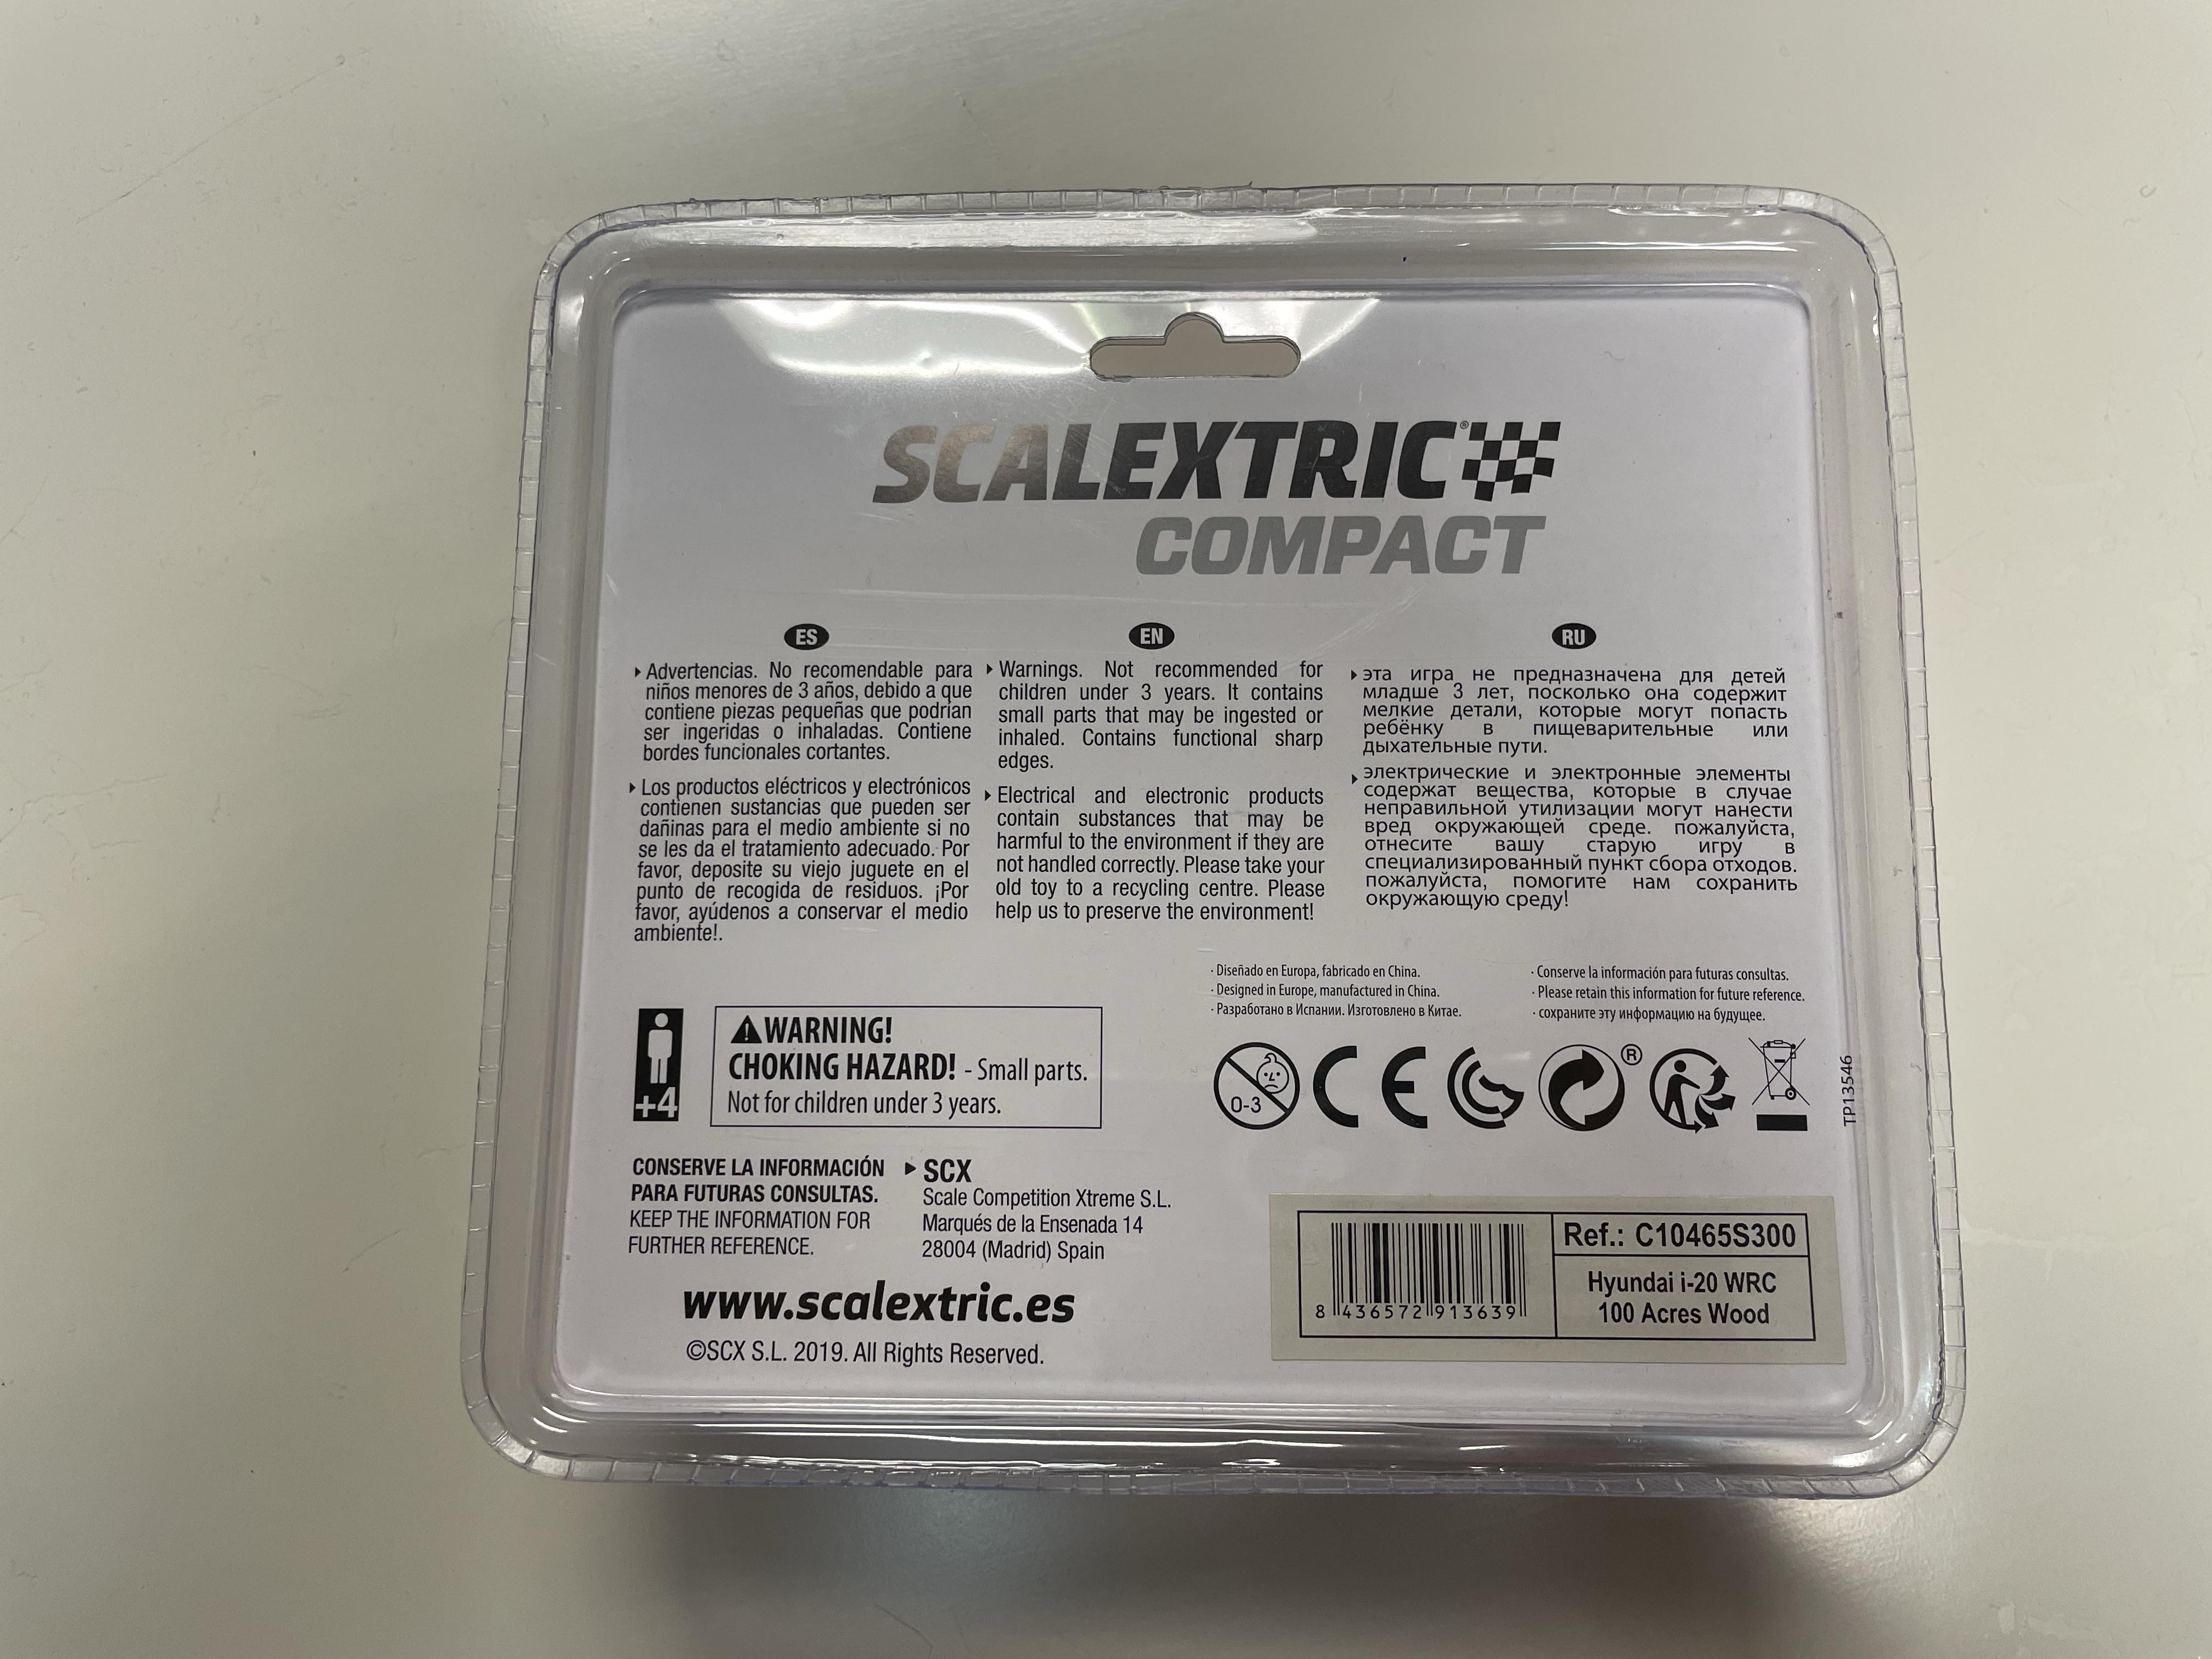 SCALEXTRIC®
COMPACT
ES
Advertencias. No recomendable para
niños menores de 3 años, debido a que
contiene piezas pequeñas que podrían
ser ingeridas o inhaladas. Contiene
bordes funcionales cortantes.
Los productos eléctricos y electrónicos
contienen sustancias que pueden ser
dañinas para el medio ambiente si no
se les da el tratamiento adecuado. Por
favor, deposite su viejo juguete en el
punto de recogida de residuos. ¡Por
favor, ayúdenos a conservar el medio
ambiente!.
EN
Warnings. Not recommended for
children under 3 years. It contains
small parts that may be ingested or
inhaled. Contains functional sharp
edges.
Electrical and electronic products
contain substances that may be
harmful to the environment if they are
not handled correctly. Please take your
old toy to a recycling centre. Please
help us to preserve the environment!
RU
эта игра не предназначена для детей
младше 3 лет, посколько она содержит
мелкие детали, которые могут попасть
ребёнку в пищеварительные или
дыхательные пути.
электрические и электронные элементы
содержат вещества, которые в случае
неправильной утилизации могут нанести
вред окружающей среде. пожалуйста,
отнесите вашу старую игру в
специализированный пункт сбора отходов.
пожалуйста, помогите нам сохранить
окружающую среду!
· Diseñado en Europa, fabricado en China.
· Designed in Europe, manufactured in China.
· Разработано в Испании. Изготовлено в Китае.
· Conserve la información para futuras consultas.
· Please retain this information for future reference.
· сохраните эту информацию на будущее.
+4
WARNING!
CHOKING HAZARD! - Small parts.
Not for children under 3 years.
0-3
CE
®
TP13546
CONSERVE LA INFORMACIÓN
PARA FUTURAS CONSULTAS.
KEEP THE INFORMATION FOR
FURTHER REFERENCE.
SCX
Scale Competition Xtreme S.L.
Marqués de la Ensenada 14
28004 (Madrid) Spain
www.scalextric.es
©SCX S.L. 2019. All Rights Reserved.
8 436572 913639
Ref.: C10465S300
Hyundai i-20 WRC
100 Acres Wood